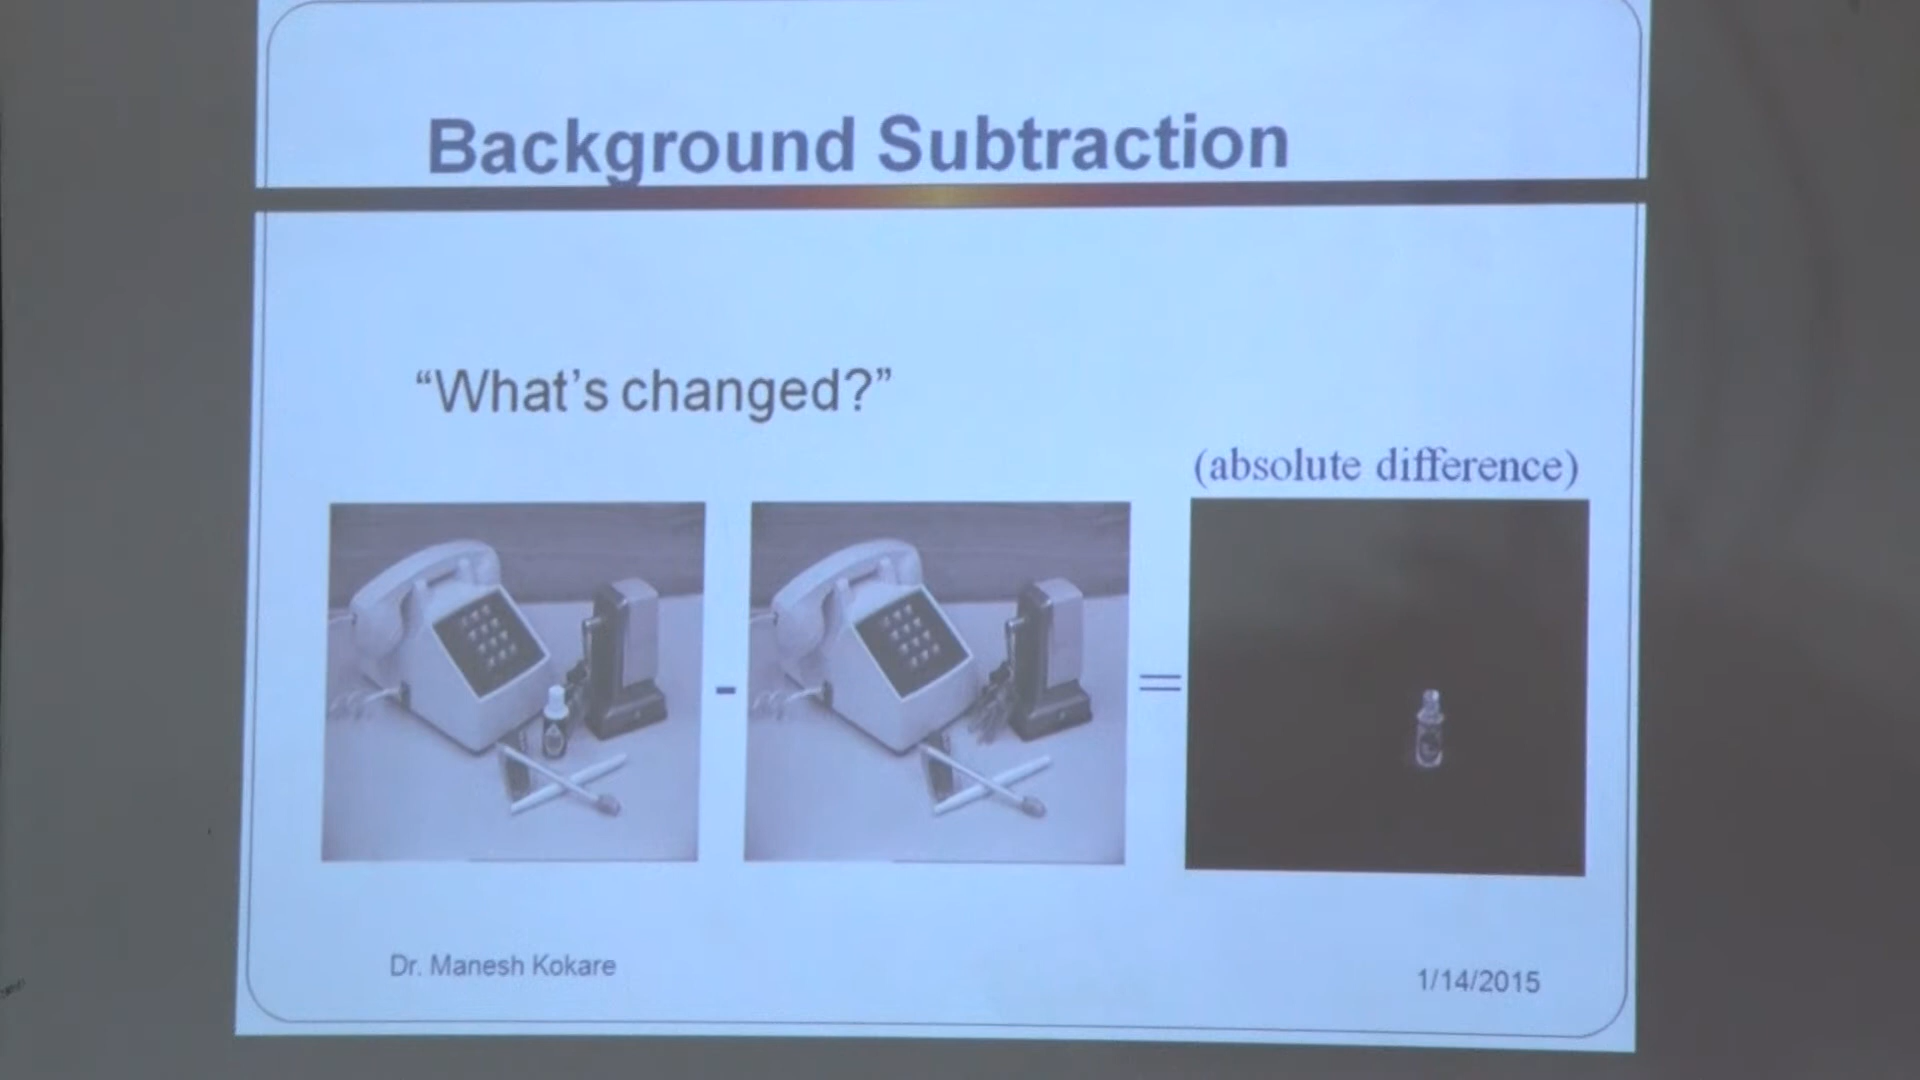 Background Subtraction
“What’s changed?”
(absolute difference)
- =
Dr. Manesh Kokare
1/14/2015